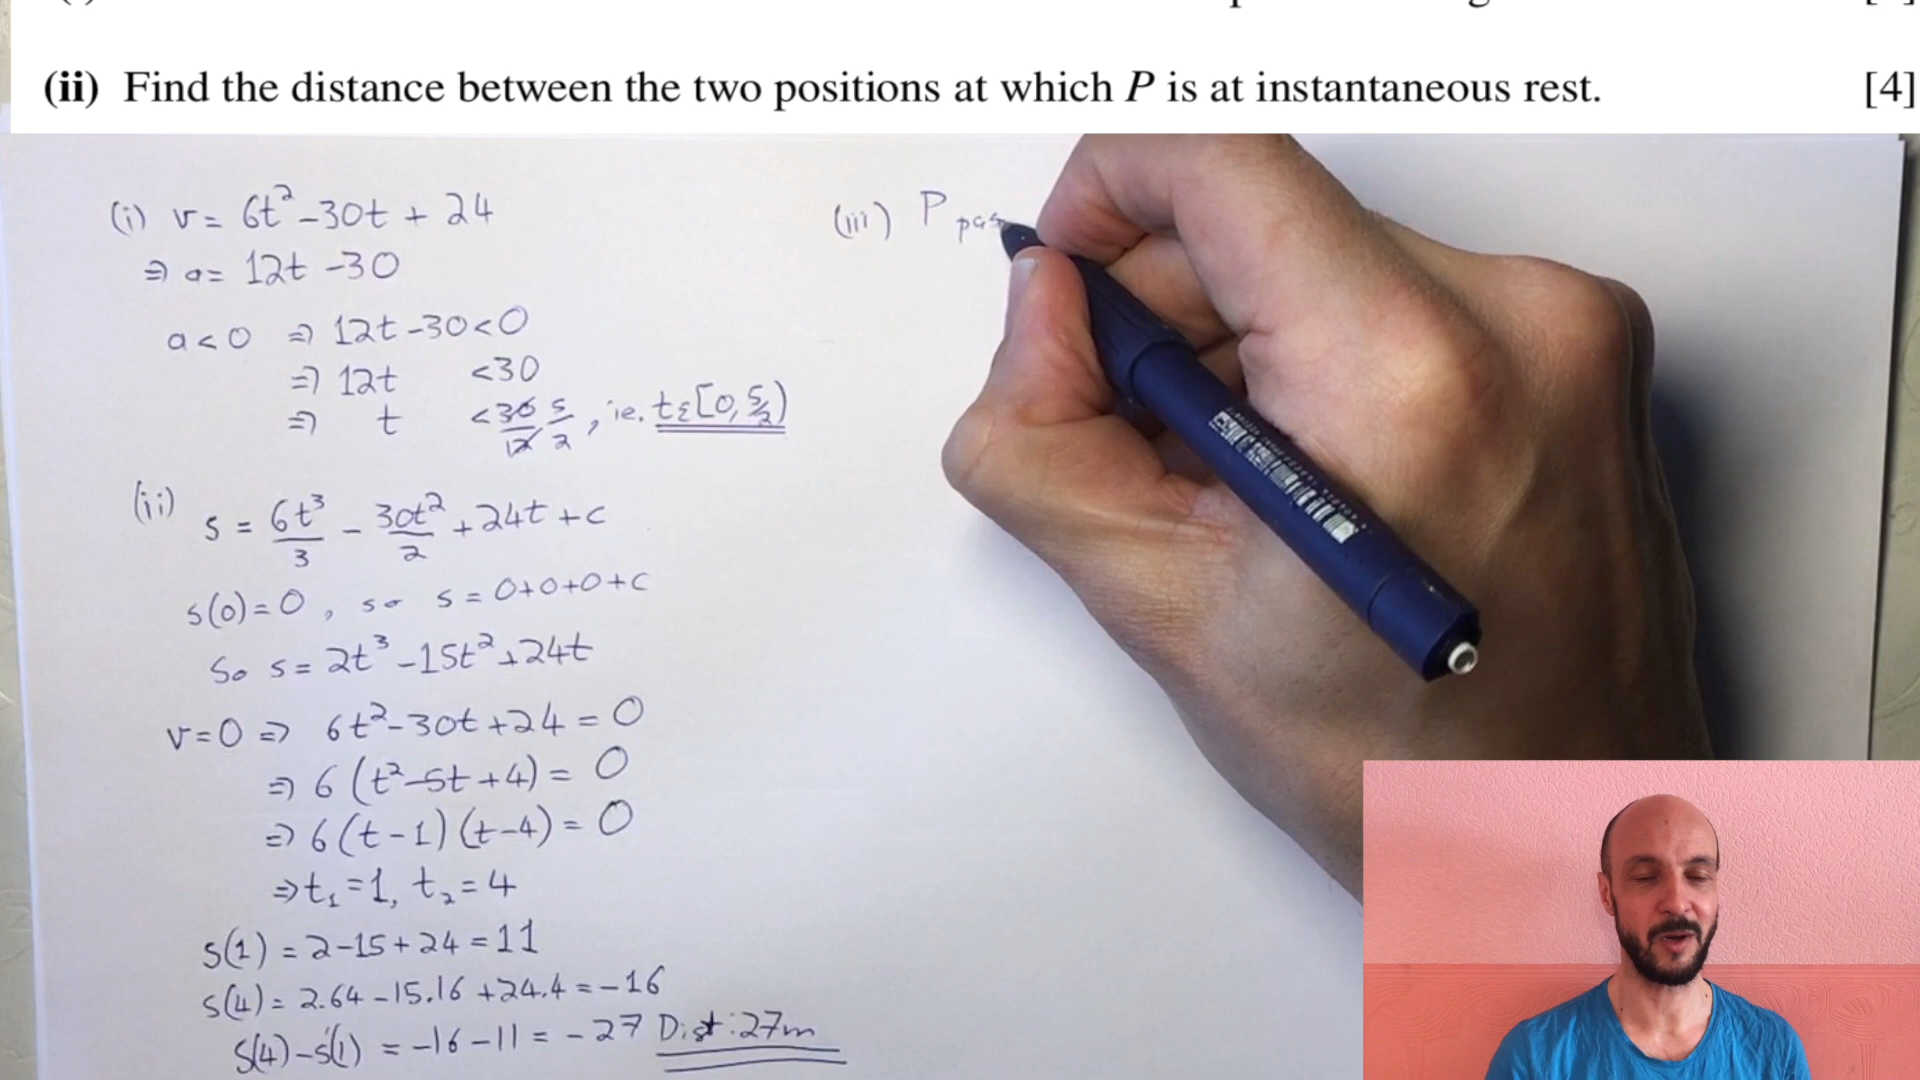 (ii) Find the distance between the two positions at which P is at instantaneous rest. [4]
(i) v = 6t² - 30t + 24
⇒ a = 12t - 30
a < 0 ⇒ 12t - 30 < 0
⇒ 12t < 30
⇒ t < 30/12 5/2, ie. t ε [0, 5/2)
(ii) s = 6t³/3 - 30t²/2 + 24t + c
s(0) = 0, so s = 0+0+0+c
So s = 2t³ - 15t² + 24t
v = 0 ⇒ 6t² - 30t + 24 = 0
⇒ 6(t² - 5t + 4) = 0
⇒ 6(t - 1)(t - 4) = 0
⇒ t₁ = 1, t₂ = 4
s(1) = 2 - 15 + 24 = 11
s(4) = 2.64 - 15.16 + 24.4 = -16
s(4) - s(1) = -16 - 11 = -27 Dist: 27m
(iii) P pas